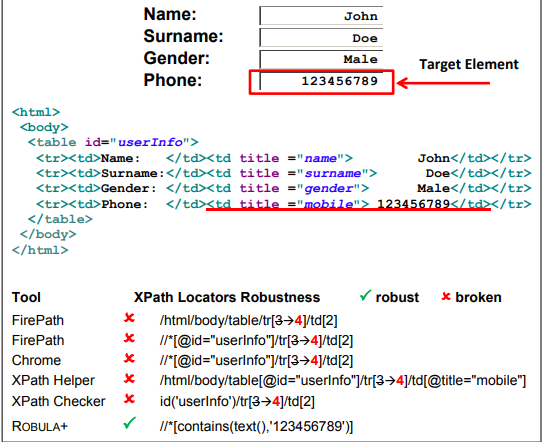 Name: John
Surname: Doe
Gender: Male
Phone: 123456789
Target Element
<html>
<body>
<table id="userInfo">
<tr><td>Name: </td><td title ="name"> John</td></tr>
<tr><td>Surname:</td><td title ="surname"> Doe</td></tr>
<tr><td>Gender: </td><td title ="gender"> Male</td></tr>
<tr><td>Phone: </td><td title ="mobile"> 123456789</td></tr>
</table>
</body>
</html>
Tool XPath Locators Robustness ✓ robust ✘ broken
FirePath ✘ /html/body/table/tr[3→4]/td[2]
FirePath ✘ //*[@id="userInfo"]/tr[3→4]/td[2]
Chrome ✘ //*[@id="userInfo"]/tr[3→4]/td[2]
XPath Helper ✘ /html/body/table[@id="userInfo"]/tr[3→4]/td[@title="mobile"]
XPath Checker ✘ id('userInfo')/tr[3→4]/td[2]
ROBULA+ ✓ //*[contains(text(),'123456789')]